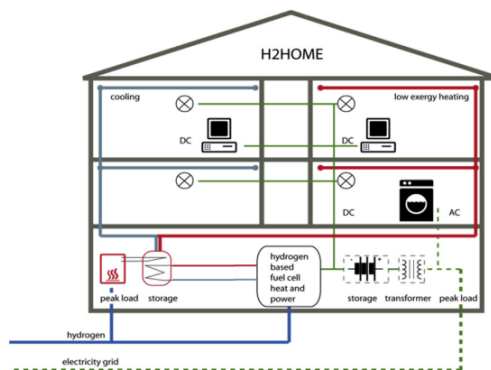 H2HOME
cooling
low exergy heating
DC
DC
DC
AC
hydrogen
based
fuel cell
heat and
power
peak load
storage
storage
transformer
peak load
hydrogen
electricity grid